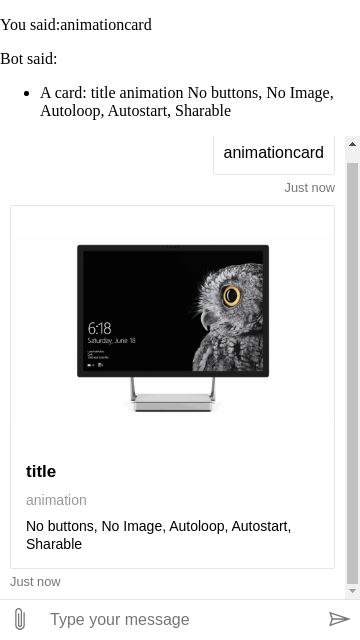 You said:animationcard
Bot said:
A card: title animation No buttons, No Image,
Autoloop, Autostart, Sharable
animationcard
Just now
6:18
Saturday, June 18
title
animation
No buttons, No Image, Autoloop, Autostart,
Sharable
Just now
Type your message